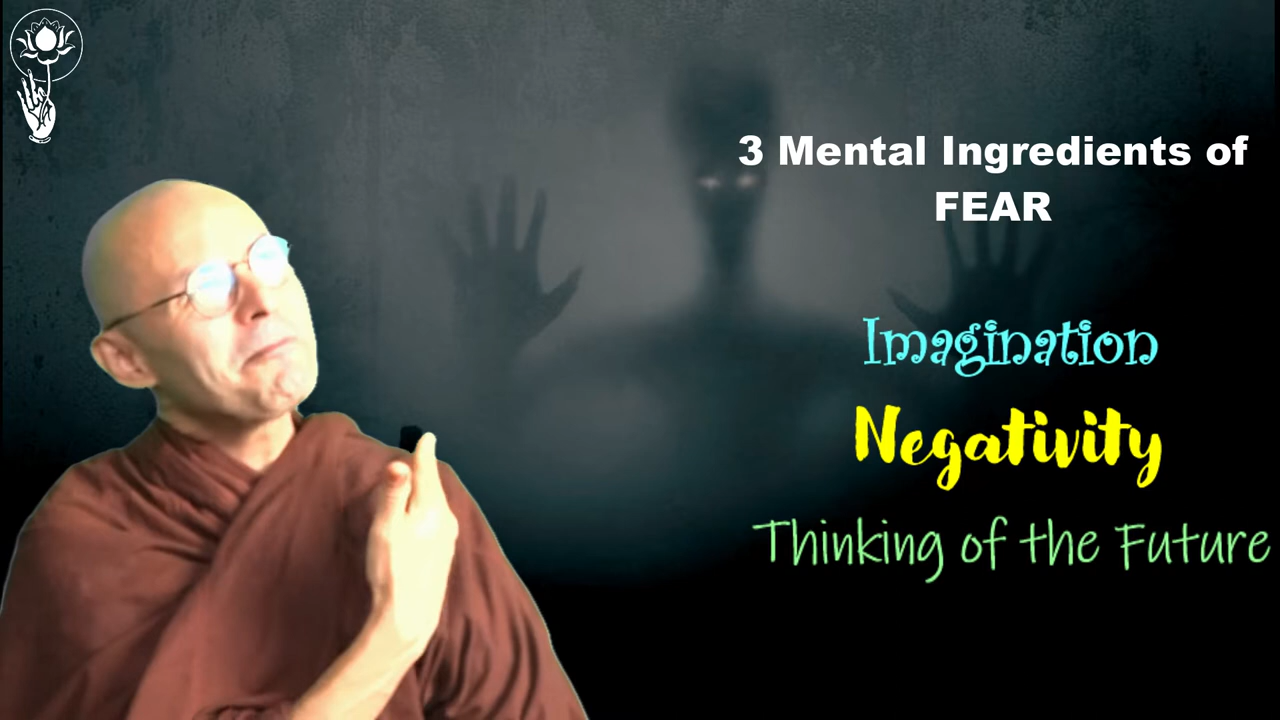 3 Mental Ingredients of
FEAR
Imagination
Negativity
Thinking of the Future